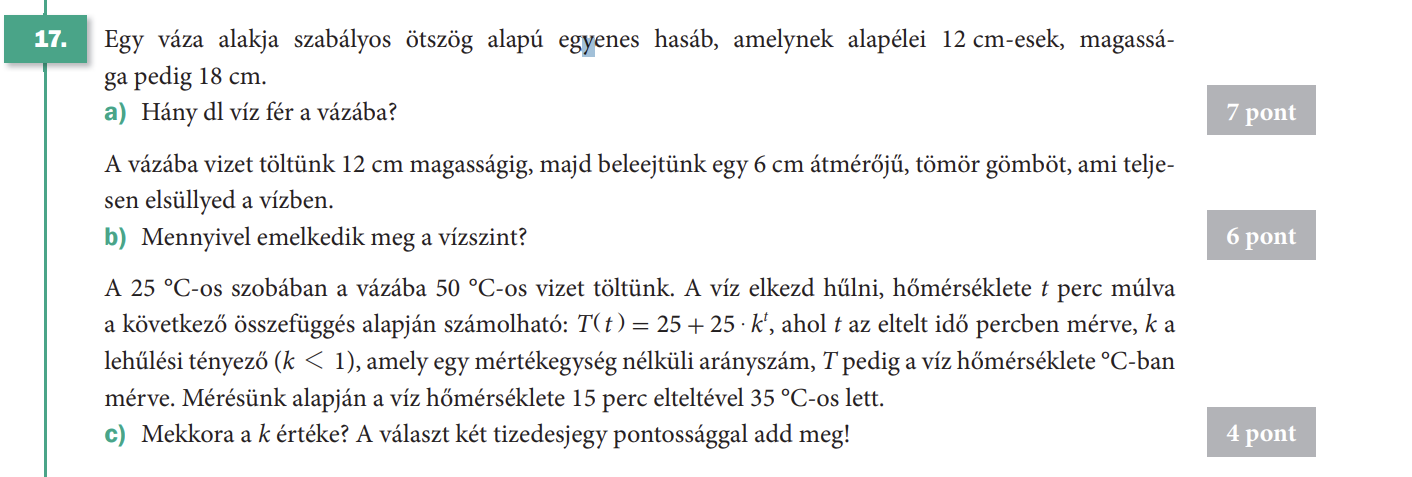 17.
Egy váza alakja szabályos ötszög alapú egyenes hasáb, amelynek alapélei 12 cm-esek, magassá-
ga pedig 18 cm.
a) Hány dl víz fér a vázába?
7 pont
A vázába vizet töltünk 12 cm magasságig, majd beleejtünk egy 6 cm átmérőjű, tömör gömböt, ami telje-
sen elsüllyed a vízben.
b) Mennyivel emelkedik meg a vízszint?
6 pont
A 25 °C-os szobában a vázába 50 °C-os vizet töltünk. A víz elkezd hűlni, hőmérséklete t perc múlva
a következő összefüggés alapján számolható: T(t) = 25 + 25 · kᵗ, ahol t az eltelt idő percben mérve, k a
lehűlési tényező (k < 1), amely egy mértékegység nélküli arányszám, T pedig a víz hőmérséklete °C-ban
mérve. Mérésünk alapján a víz hőmérséklete 15 perc elteltével 35 °C-os lett.
c) Mekkora a k értéke? A választ két tizedesjegy pontossággal add meg!
4 pont